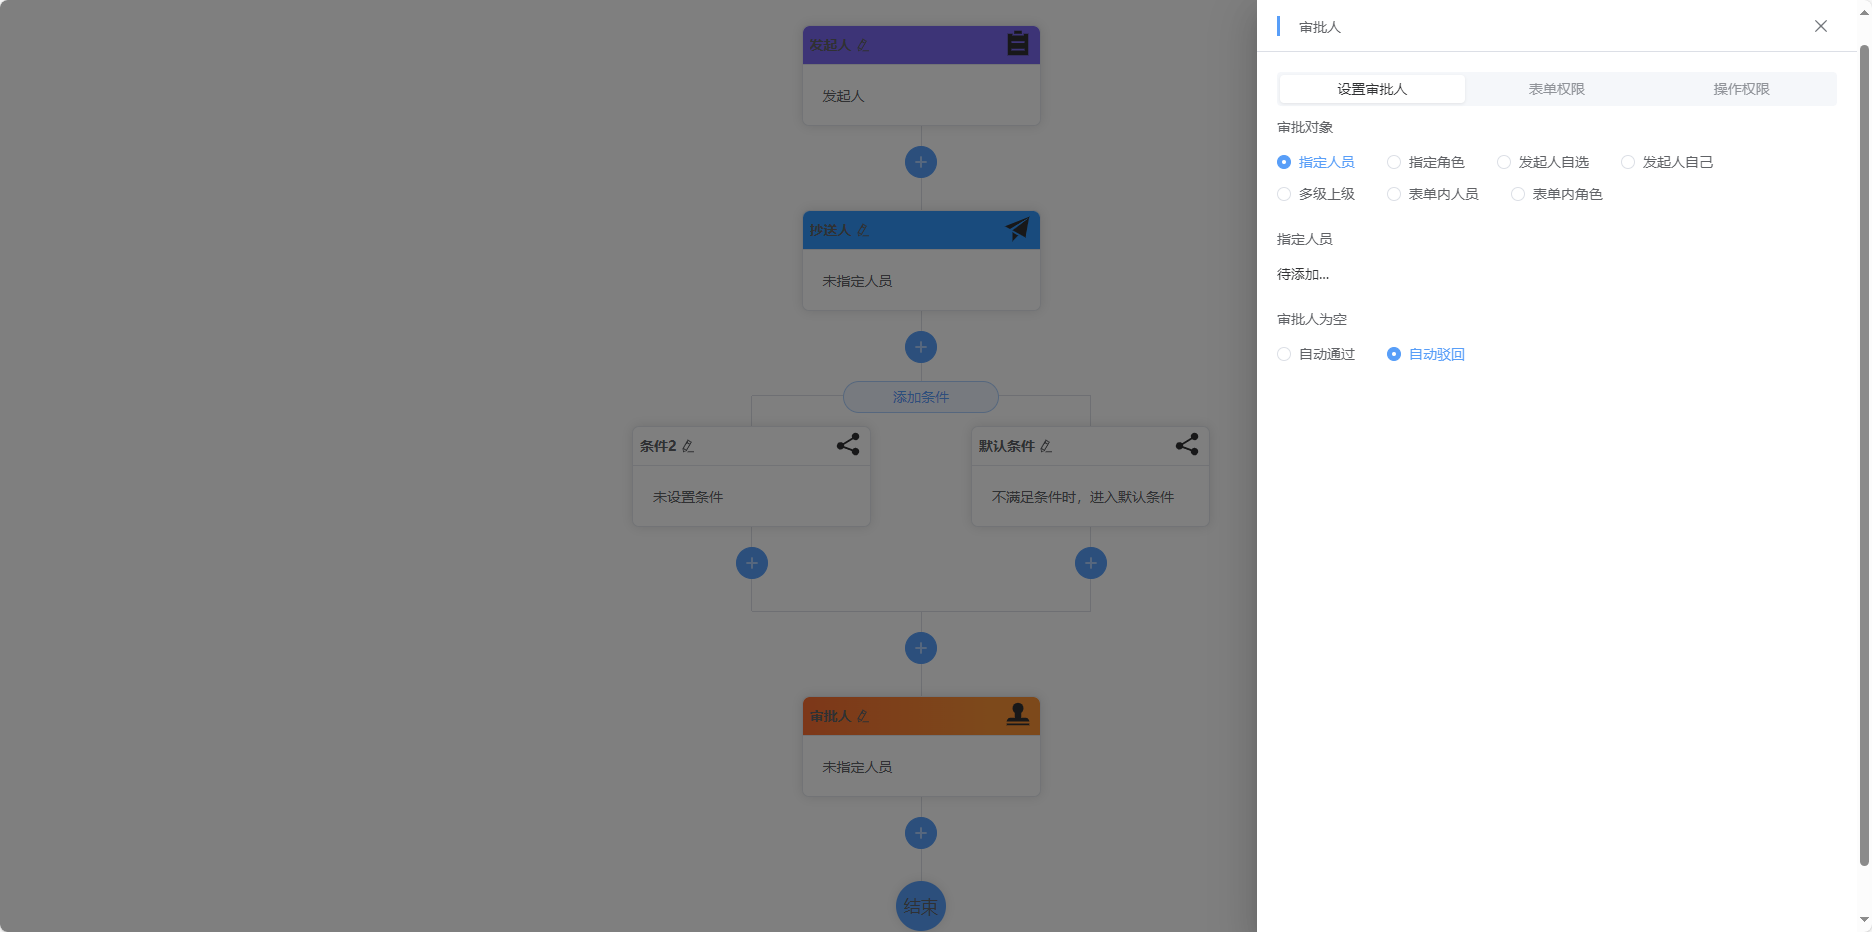 发起人
发起人
抄送人
未指定人员
添加条件
条件2
默认条件
未设置条件
不满足条件时，进入默认条件
审批人
未指定人员
结束
审批人
设置审批人 表单权限 操作权限
审批对象
指定人员 指定角色 发起人自选 发起人自己
多级上级 表单内人员 表单内角色
指定人员
待添加...
审批人为空
自动通过 自动驳回